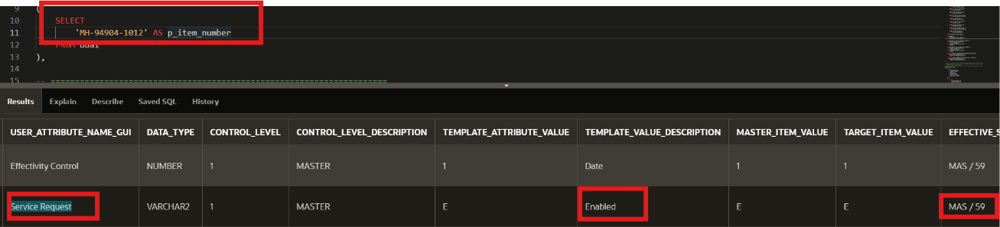 9 (
10 SELECT
11 'MH-94904-1012' AS p_item_number
12 FROM dual
13 ),
14
15 -- =====================================================================
Results Explain Describe Saved SQL History
USER_ATTRIBUTE_NAME_GUI DATA_TYPE CONTROL_LEVEL CONTROL_LEVEL_DESCRIPTION TEMPLATE_ATTRIBUTE_VALUE TEMPLATE_VALUE_DESCRIPTION MASTER_ITEM_VALUE TARGET_ITEM_VALUE EFFECTIVE_S
Effectivity Control NUMBER 1 MASTER 1 Date 1 1 MAS / 59
Service Request VARCHAR2 1 MASTER E Enabled E E MAS / 59